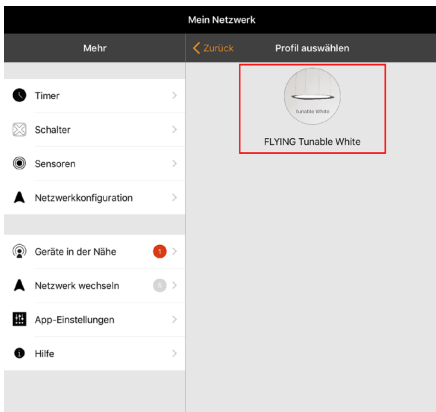 Mein Netzwerk
Mehr
Zurück
Profil auswählen
Timer
Schalter
Sensoren
Netzwerkkonfiguration
Geräte in der Nähe
1
Netzwerk wechseln
App-Einstellungen
Hilfe
Tunable White
FLYING Tunable White